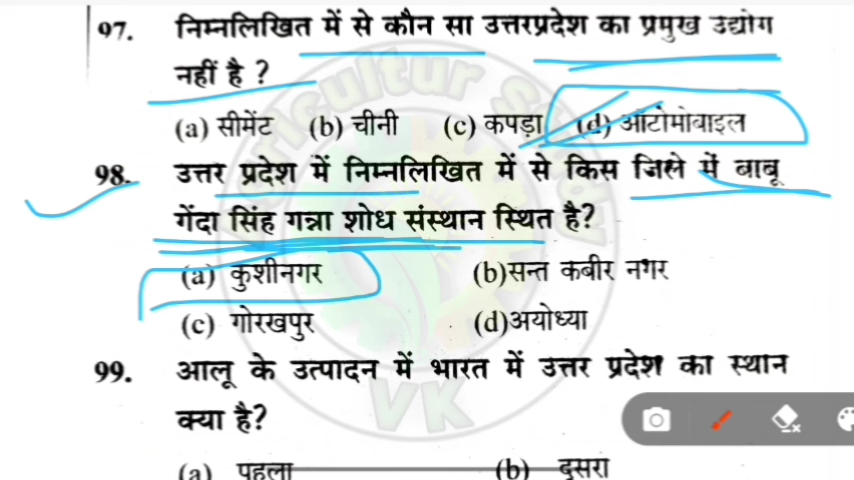 97. निम्नलिखित में से कौन सा उत्तरप्रदेश का प्रमुख उद्योग
नहीं है ?
(a) सीमेंट (b) चीनी (c) कपड़ा (d) ऑटोमोबाइल
98. उत्तर प्रदेश में निम्नलिखित में से किस जिले में बाबू
गेंदा सिंह गन्ना शोध संस्थान स्थित है?
(a) कुशीनगर (b)सन्त कबीर नगर
(c) गोरखपुर (d)अयोध्या
99. आलू के उत्पादन में भारत में उत्तर प्रदेश का स्थान
क्या है?
(a) पहला (b) दूसरा
VK